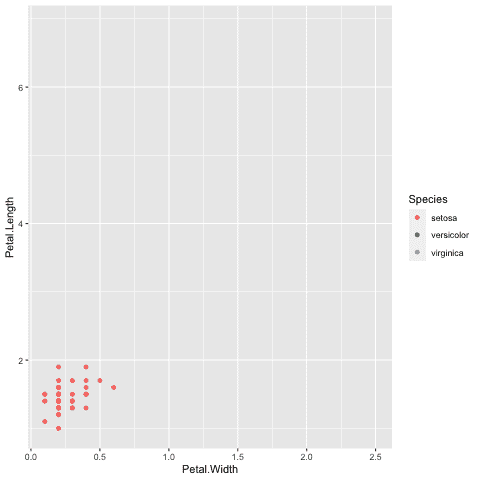 6
4
2
Petal.Length
0.0 0.5 1.0 1.5 2.0 2.5
Petal.Width
Species
setosa
versicolor
virginica